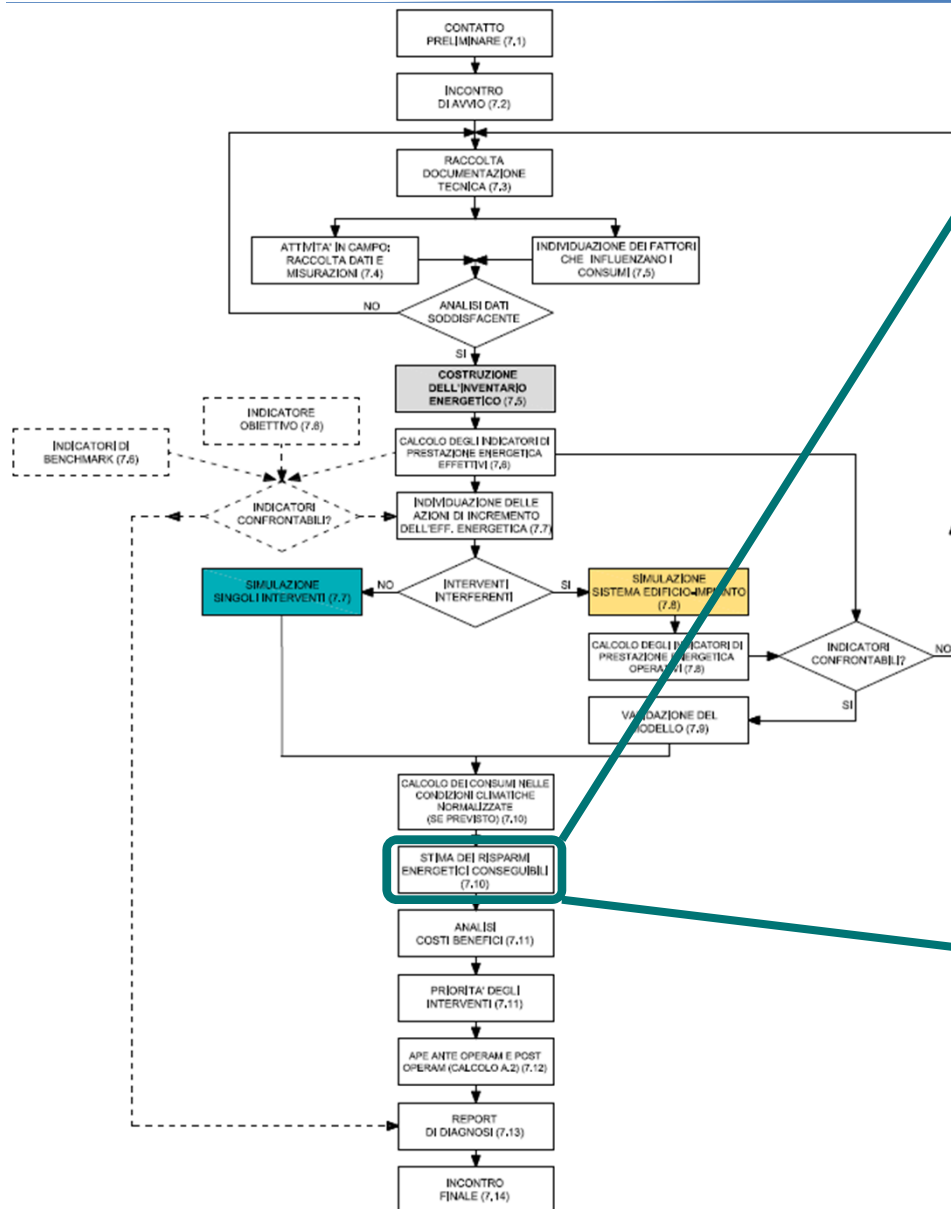 CONTATTO
PRELIMINARE (7.1)
INCONTRO
DI AVVIO (7.2)
RACCOLTA
DOCUMENTAZIONE
TECNICA (7.3)
ATTIVITA' IN CAMPO:
RACCOLTA DATI E
MISURAZIONI (7.4)
INDIVIDUAZIONE DEI FATTORI
CHE INFLUENZANO I
CONSUMI (7.5)
NO
ANALISI DATI
SODDISFACENTE
SI
COSTRUZIONE
DELL'INVENTARIO
ENERGETICO (7.5)
INDICATORE
OBIETTIVO (7.6)
INDICATORI DI
BENCHMARK (7.6)
CALCOLO DEGLI INDICATORI DI
PRESTAZIONE ENERGETICA
EFFETTIVI (7.6)
INDICATORI
CONFRONTABILI?
INDIVIDUAZIONE DELLE
AZIONI DI INCREMENTO
DELL'EFF. ENERGETICA (7.7)
SIMULAZIONE
SINGOLI INTERVENTI (7.7)
NO
INTERVENTI
INTERFERENTI
SI
SIMULAZIONE
SISTEMA EDIFICIO-IMPIANTO
(7.8)
CALCOLO DEGLI INDICATORI DI
PRESTAZIONE ENERGETICA
OPERATIVI (7.8)
INDICATORI
CONFRONTABILI?
NO
SI
VALIDAZIONE DEL
MODELLO (7.9)
CALCOLO DEI CONSUMI NELLE
CONDIZIONI CLIMATICHE
NORMALIZZATE
(SE PREVISTO) (7.10)
STIMA DEI RISPARMI
ENERGETICI CONSEGUIBILI
(7.10)
ANALISI
COSTI BENEFICI (7.11)
PRIORITA' DEGLI
INTERVENTI (7.11)
APE ANTE OPERAM E POST
OPERAM (CALCOLO A.2) (7.12)
REPORT
DI DIAGNOSI (7.13)
INCONTRO
FINALE (7.14)